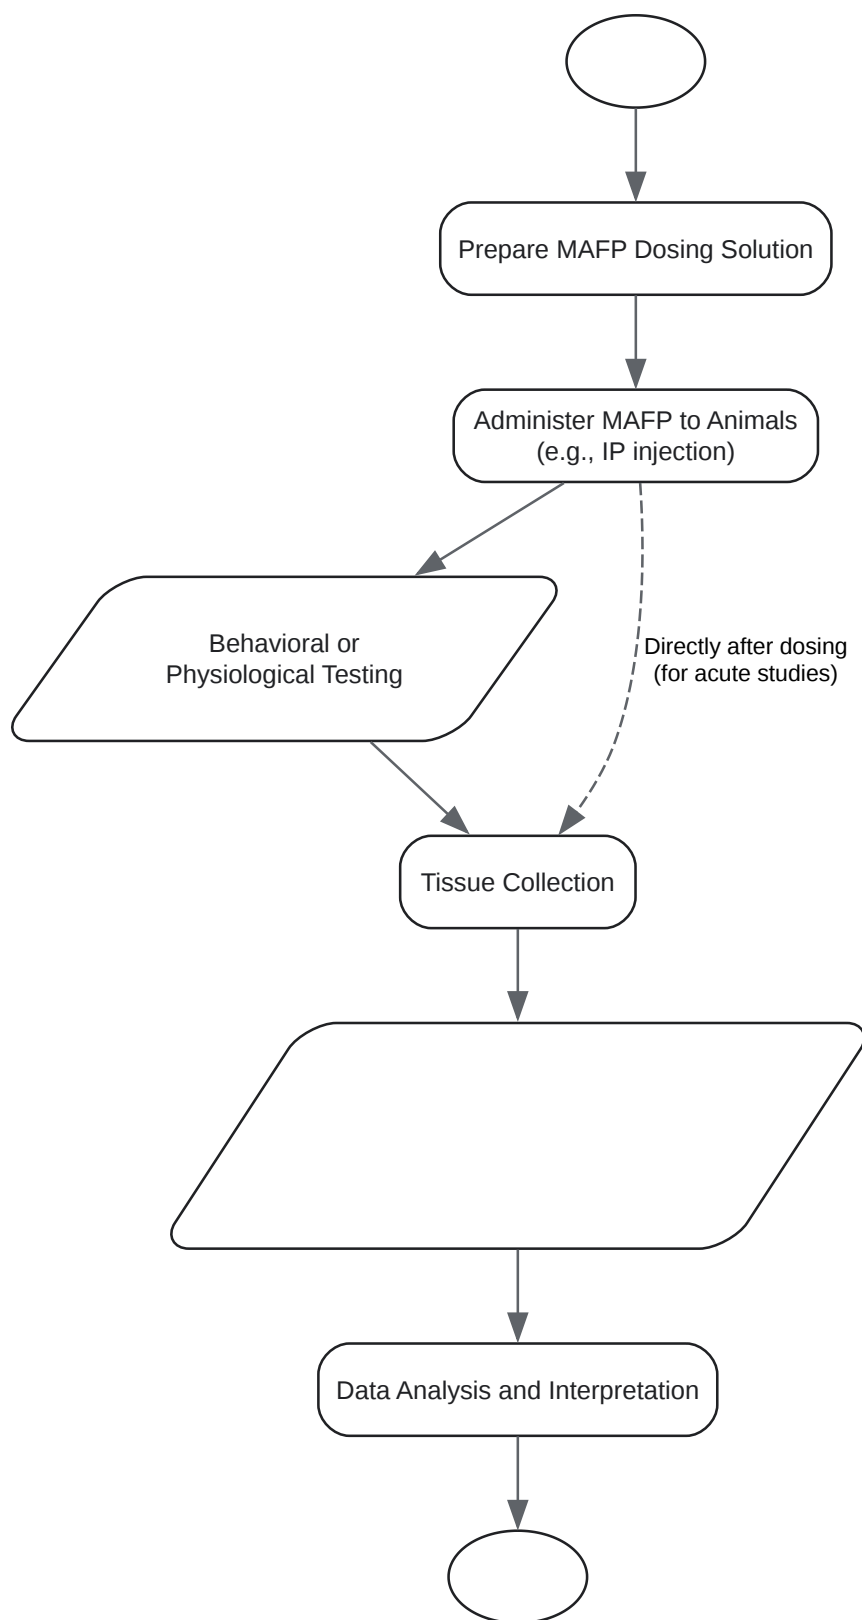 Prepare MAFP Dosing Solution
Administer MAFP to Animals
(e.g., IP injection)
Behavioral or
Physiological Testing
Directly after dosing
(for acute studies)
Tissue Collection
Data Analysis and Interpretation